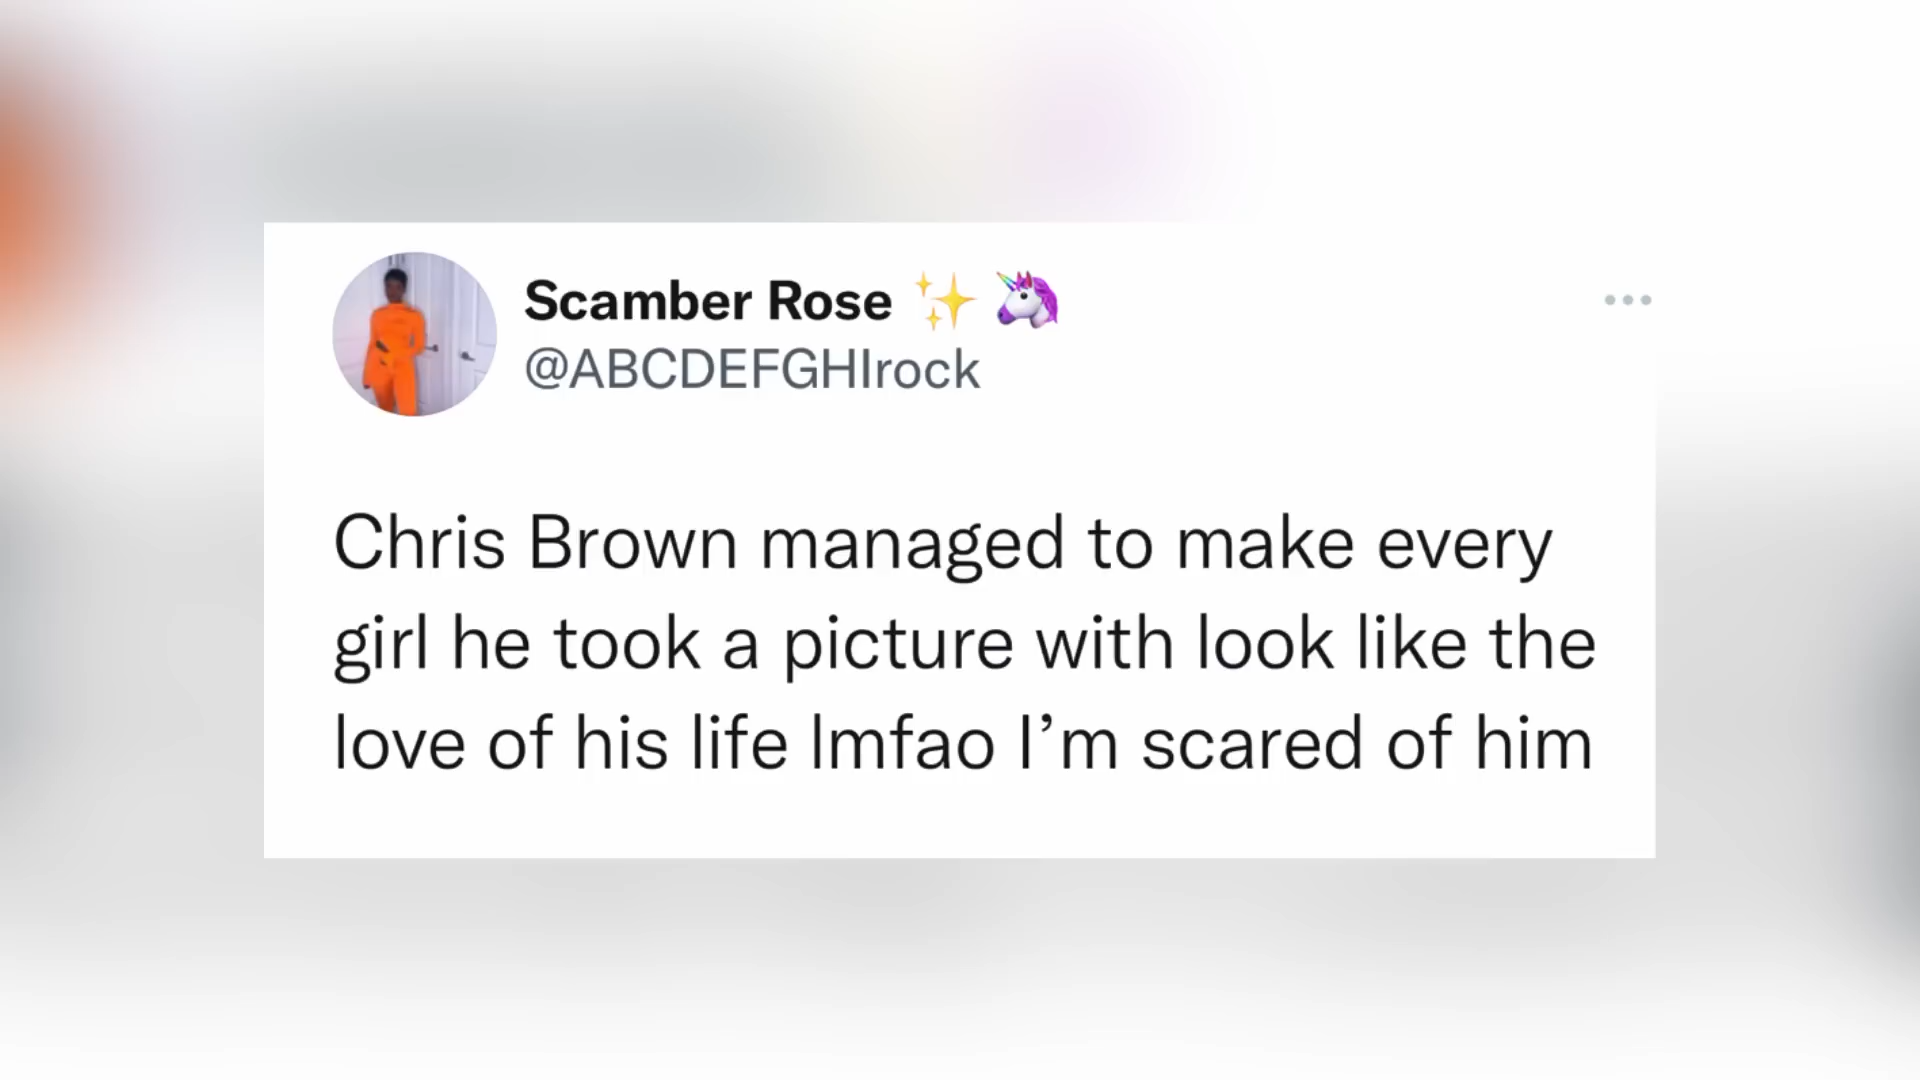 Scamber Rose ✨ 🦄
@ABCDEFGHIrock
Chris Brown managed to make every
girl he took a picture with look like the
love of his life lmfao I’m scared of him